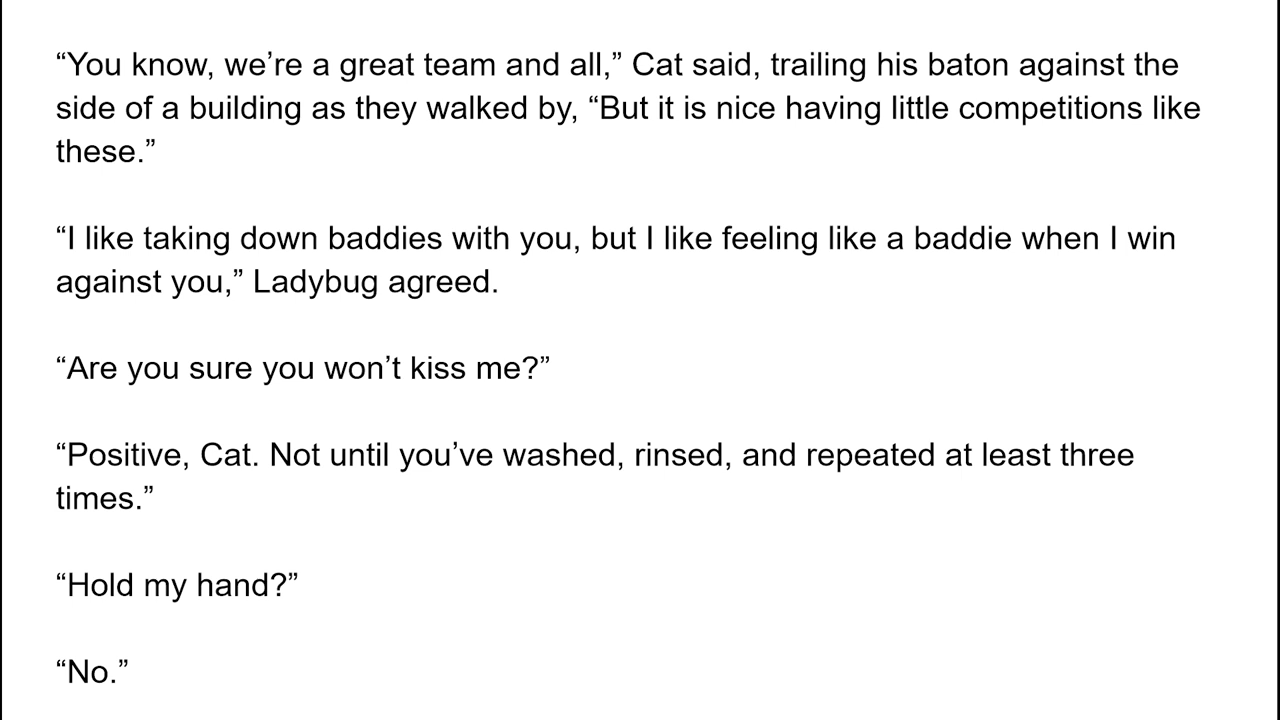 “You know, we’re a great team and all,” Cat said, trailing his baton against the
side of a building as they walked by, “But it is nice having little competitions like
these.”
“I like taking down baddies with you, but I like feeling like a baddie when I win
against you,” Ladybug agreed.
“Are you sure you won’t kiss me?”
“Positive, Cat. Not until you’ve washed, rinsed, and repeated at least three
times.”
“Hold my hand?”
“No.”